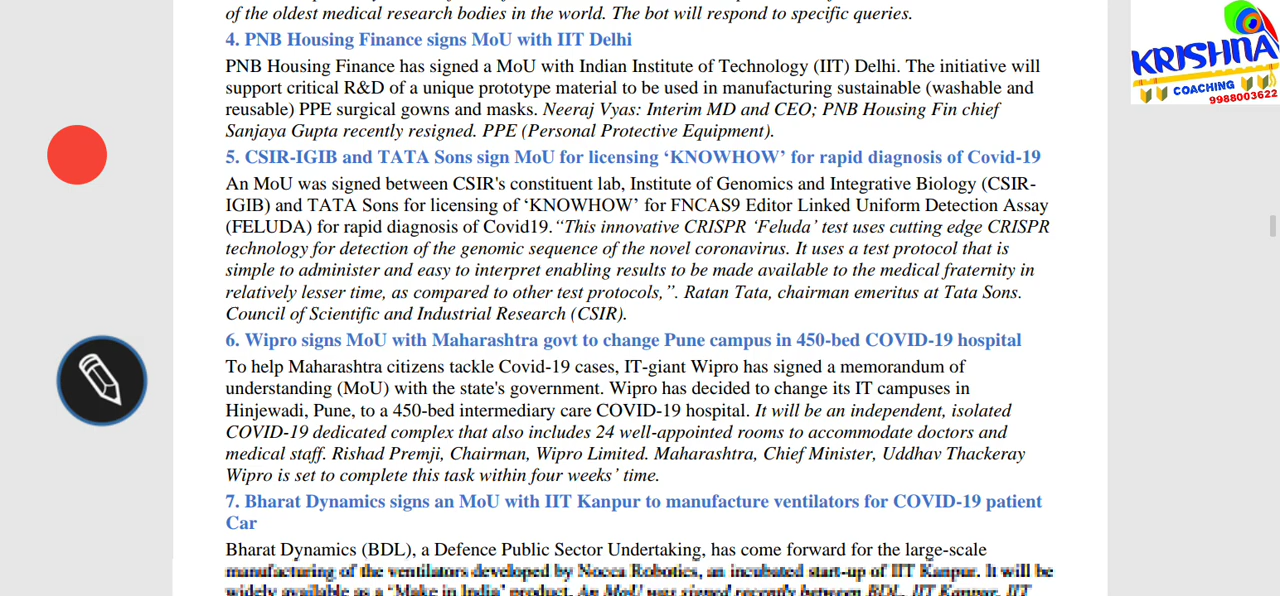 of the oldest medical research bodies in the world. The bot will respond to specific queries.
4. PNB Housing Finance signs MoU with IIT Delhi
PNB Housing Finance has signed a MoU with Indian Institute of Technology (IIT) Delhi. The initiative will
support critical R&D of a unique prototype material to be used in manufacturing sustainable (washable and
reusable) PPE surgical gowns and masks. Neeraj Vyas: Interim MD and CEO; PNB Housing Fin chief
Sanjaya Gupta recently resigned. PPE (Personal Protective Equipment).
5. CSIR-IGIB and TATA Sons sign MoU for licensing ‘KNOWHOW’ for rapid diagnosis of Covid-19
An MoU was signed between CSIR's constituent lab, Institute of Genomics and Integrative Biology (CSIR-
IGIB) and TATA Sons for licensing of ‘KNOWHOW’ for FNCAS9 Editor Linked Uniform Detection Assay
(FELUDA) for rapid diagnosis of Covid19.“This innovative CRISPR ‘Feluda’ test uses cutting edge CRISPR
technology for detection of the genomic sequence of the novel coronavirus. It uses a test protocol that is
simple to administer and easy to interpret enabling results to be made available to the medical fraternity in
relatively lesser time, as compared to other test protocols,”. Ratan Tata, chairman emeritus at Tata Sons.
Council of Scientific and Industrial Research (CSIR).
6. Wipro signs MoU with Maharashtra govt to change Pune campus in 450-bed COVID-19 hospital
To help Maharashtra citizens tackle Covid-19 cases, IT-giant Wipro has signed a memorandum of
understanding (MoU) with the state's government. Wipro has decided to change its IT campuses in
Hinjewadi, Pune, to a 450-bed intermediary care COVID-19 hospital. It will be an independent, isolated
COVID-19 dedicated complex that also includes 24 well-appointed rooms to accommodate doctors and
medical staff. Rishad Premji, Chairman, Wipro Limited. Maharashtra, Chief Minister, Uddhav Thackeray
Wipro is set to complete this task within four weeks’ time.
7. Bharat Dynamics signs an MoU with IIT Kanpur to manufacture ventilators for COVID-19 patient
Car
Bharat Dynamics (BDL), a Defence Public Sector Undertaking, has come forward for the large-scale
manufacturing of the ventilators developed by Nocca Robotics, an incubated start-up of IIT Kanpur. It will be
widely available as a ‘Make in India’ product. An MoU was signed recently between BDL, IIT Kanpur, IIT
KRISHNA
COACHING
9988003622